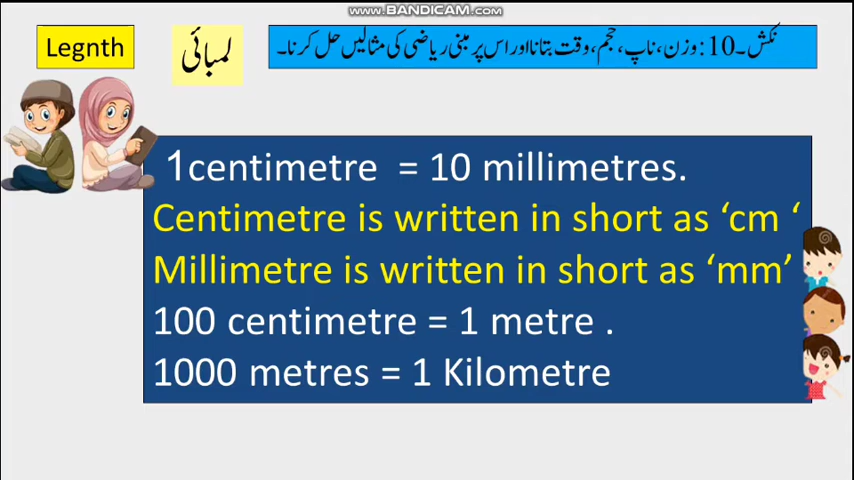 WWW.BANDICAM.COM
Legnth
لمبائی
نکش۔10: وزن، ناپ، حجم، وقت بتانا اور اس پر مبنی ریاضی کی مثالیں حل کرنا۔
1centimetre = 10 millimetres.
Centimetre is written in short as ‘cm ‘
Millimetre is written in short as ‘mm’
100 centimetre = 1 metre .
1000 metres = 1 Kilometre